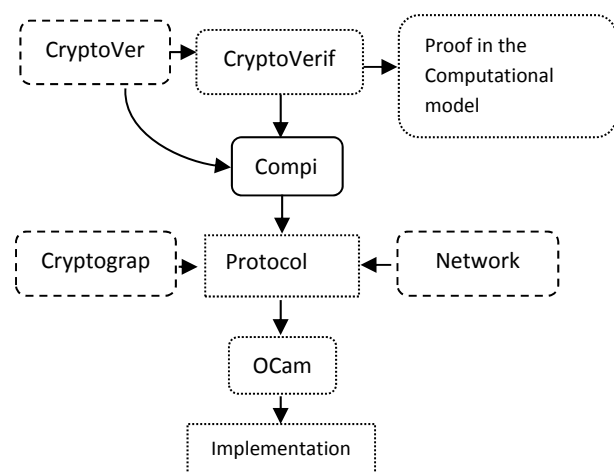 CryptoVer
CryptoVerif
Proof in the
Computational
model
Compi
Cryptograp
Protocol
Network
OCam
Implementation